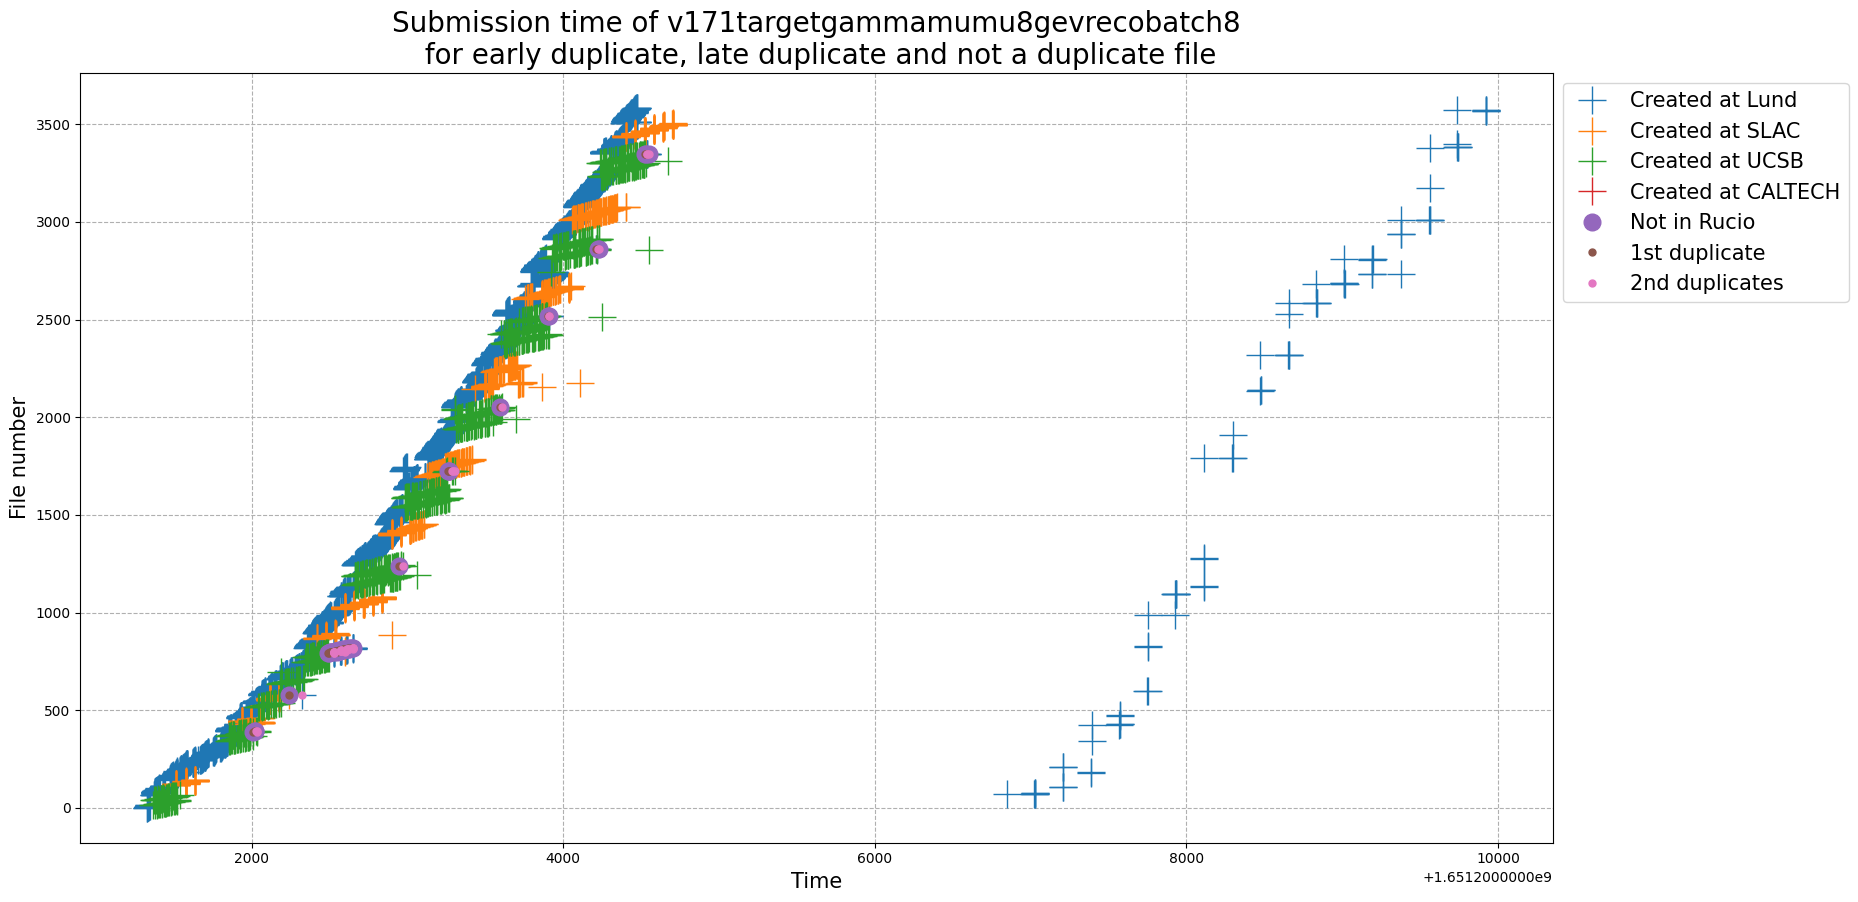 Submission time of v171targetgammamumu8gevrecobatch8
for early duplicate, late duplicate and not a duplicate file
File number
3500
3000
2500
2000
1500
1000
500
0
2000
4000
6000
8000
10000
+1.6512000000e9
Time
Created at Lund
Created at SLAC
Created at UCSB
Created at CALTECH
Not in Rucio
1st duplicate
2nd duplicates